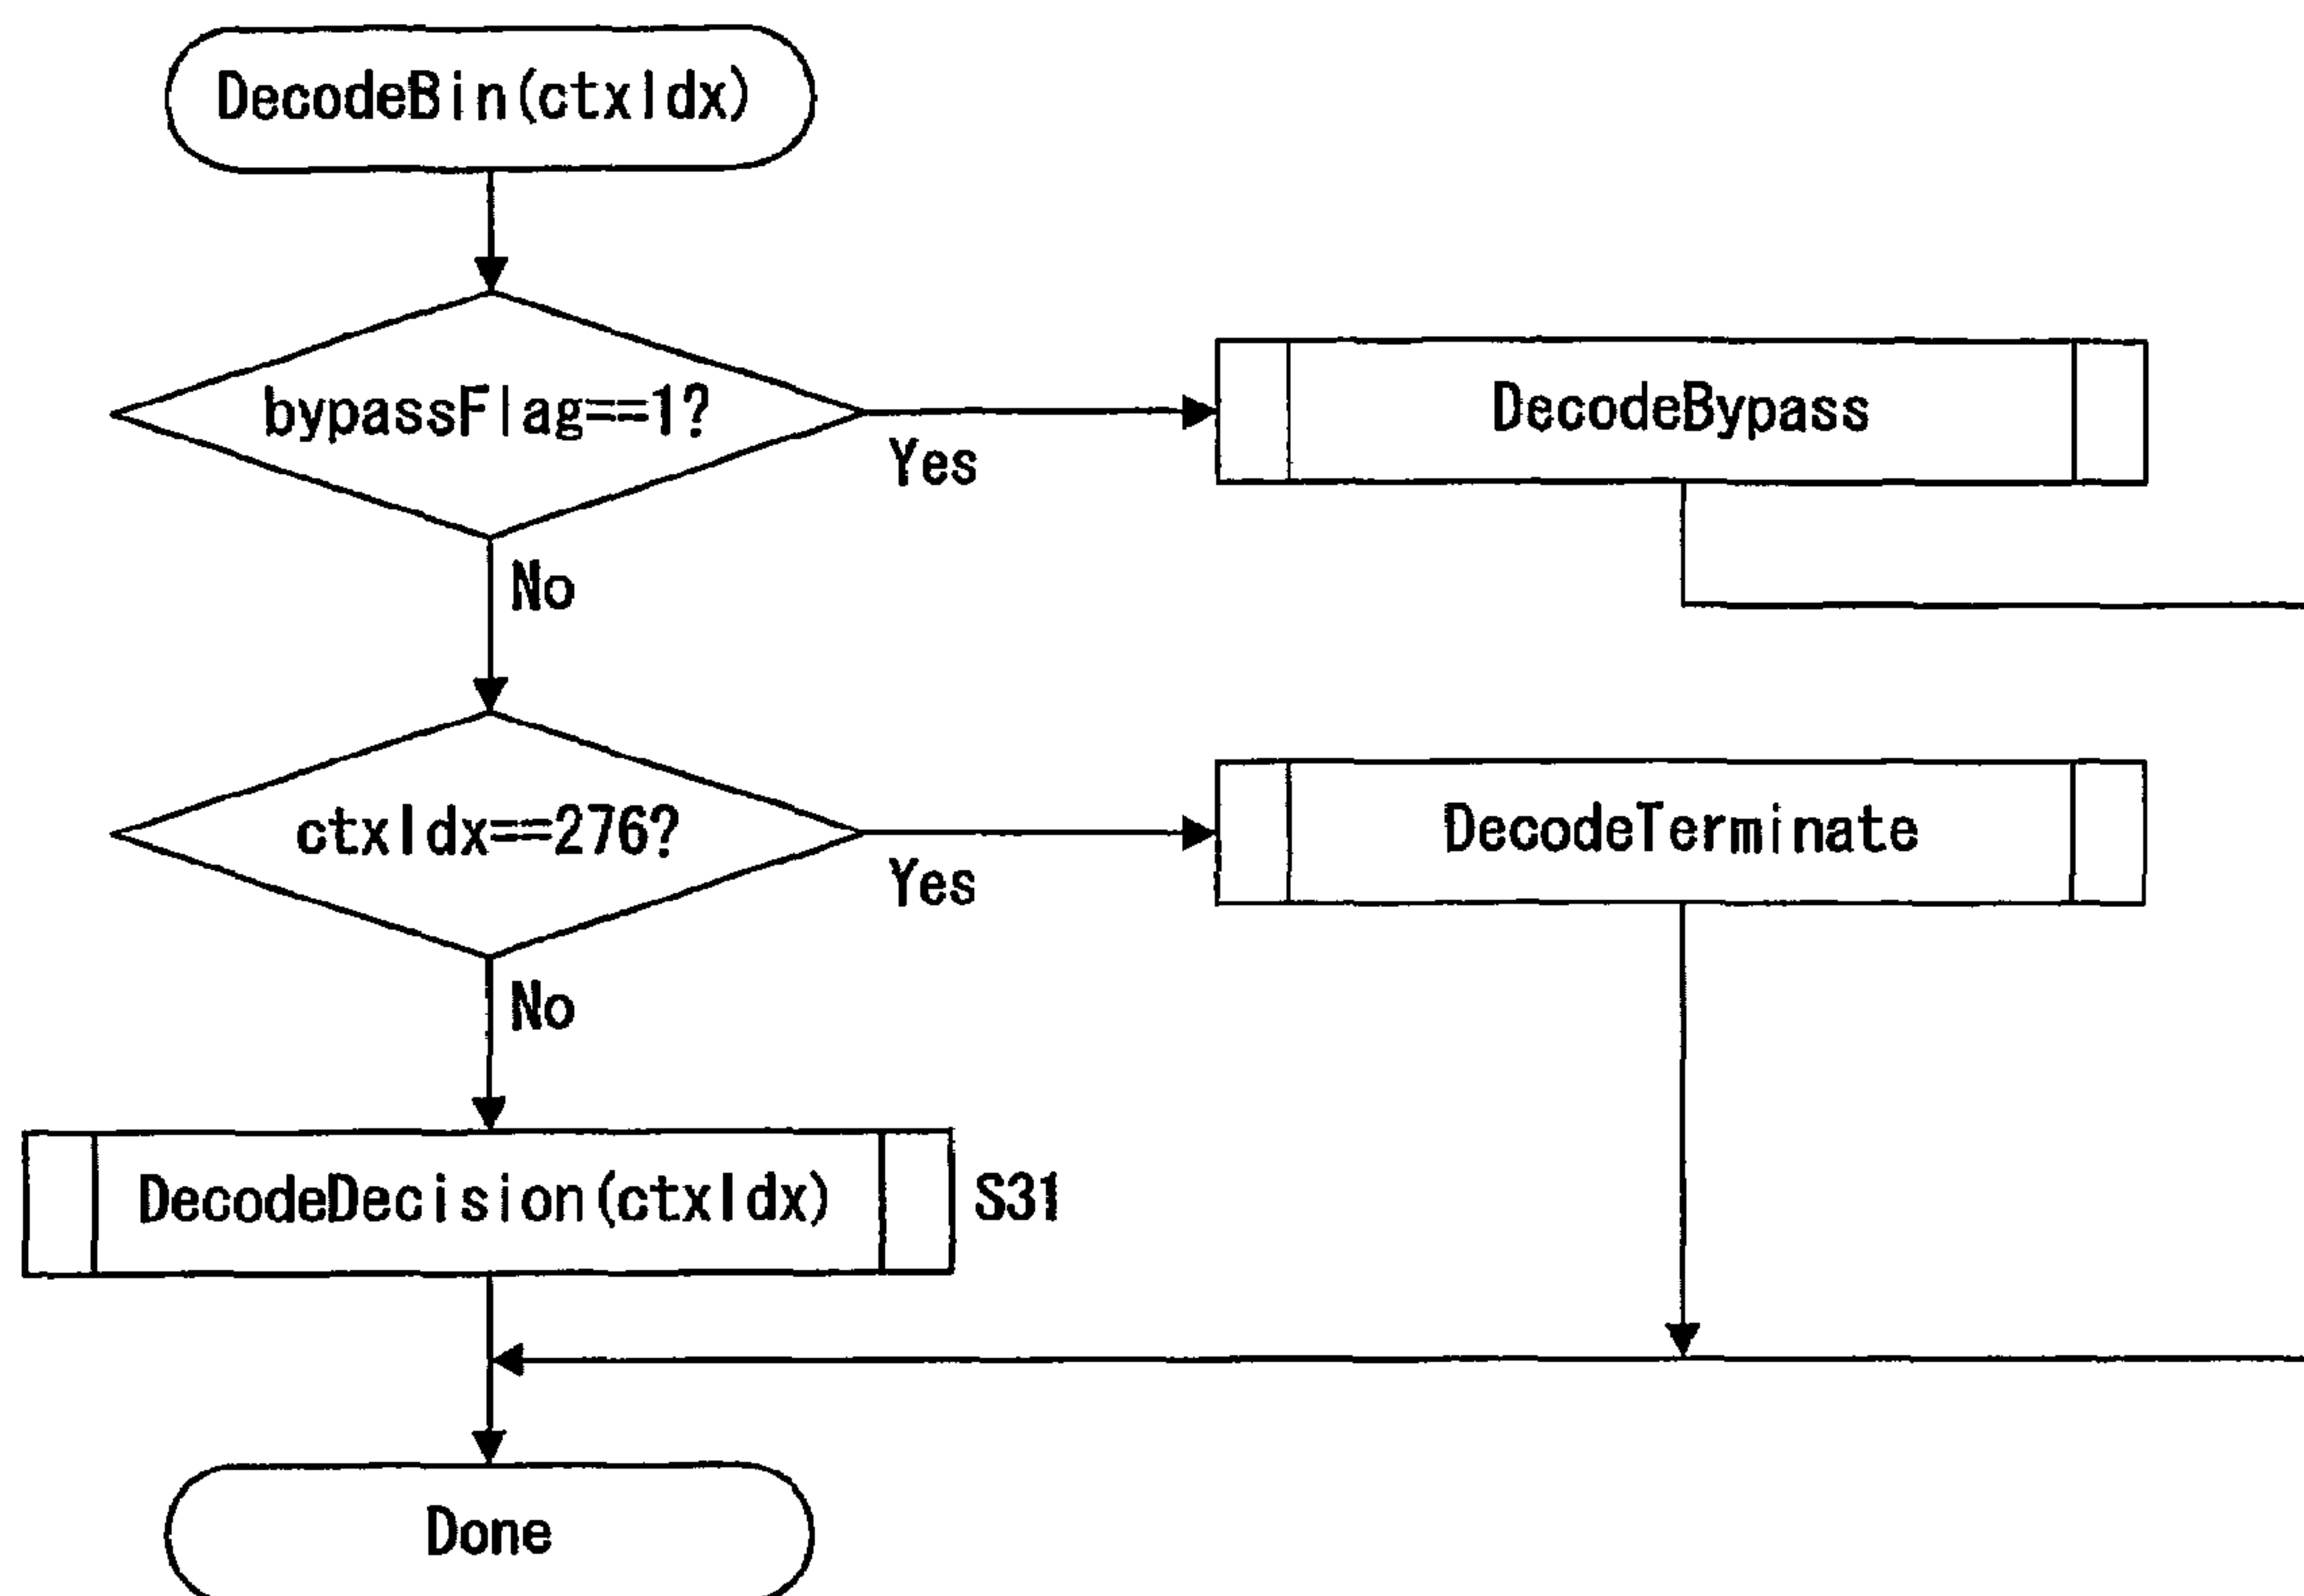 DecodeBin(ctxIdx)
bypassFlag==1?
Yes
DecodeBypass
No
ctxIdx==276?
Yes
DecodeTerminate
No
DecodeDecision(ctxIdx)
S31
Done